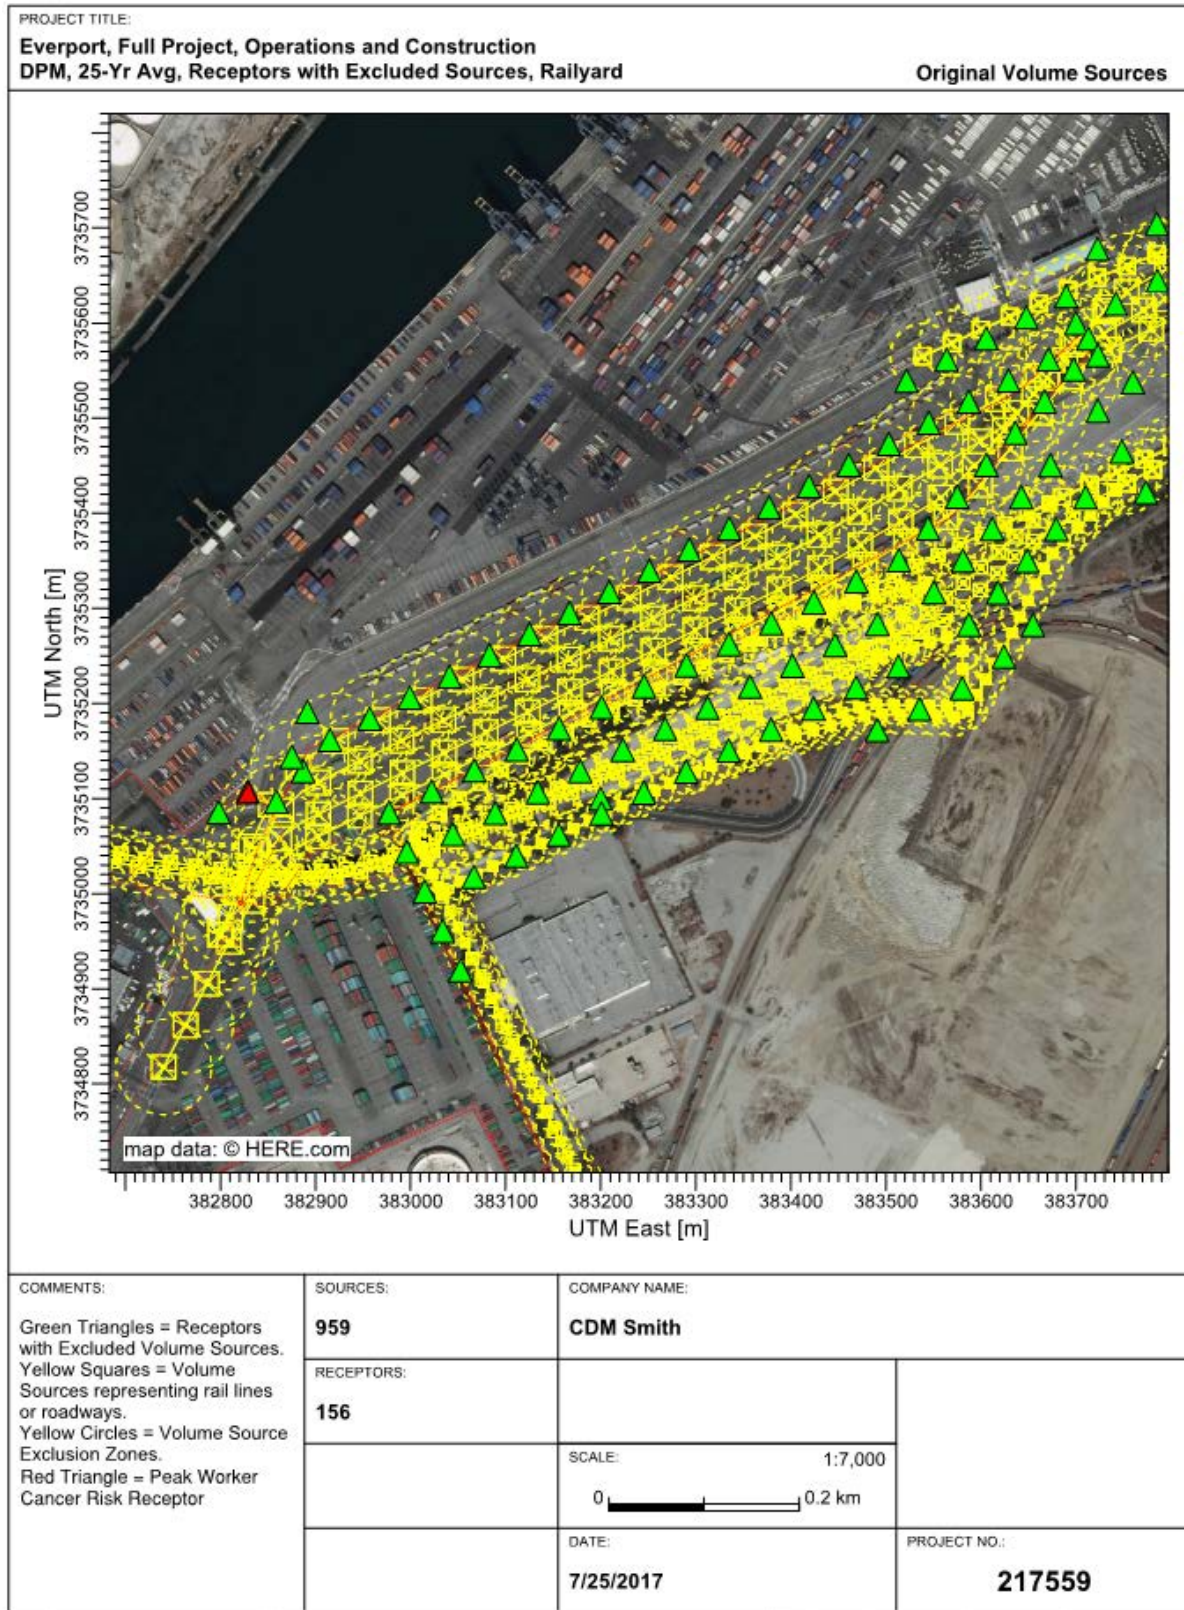 PROJECT TITLE:
Everport, Full Project, Operations and Construction
DPM, 25-Yr Avg, Receptors with Excluded Sources, Railyard
Original Volume Sources
3735700
3735600
3735500
3735400
3735300
3735200
3735100
3735000
3734900
3734800
UTM North [m]
map data: © HERE.com
382800 382900 383000 383100 383200 383300 383400 383500 383600 383700
UTM East [m]
COMMENTS:
Green Triangles = Receptors
with Excluded Volume Sources.
Yellow Squares = Volume
Sources representing rail lines
or roadways.
Yellow Circles = Volume Source
Exclusion Zones.
Red Triangle = Peak Worker
Cancer Risk Receptor
SOURCES:
959
RECEPTORS:
156
COMPANY NAME:
CDM Smith
SCALE: 1:7,000
0 0.2 km
DATE:
7/25/2017
PROJECT NO.:
217559